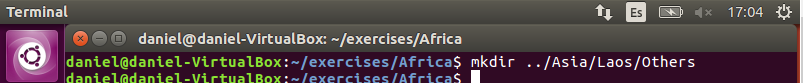 Terminal Es 17:04
daniel@daniel-VirtualBox: ~/exercises/Africa
daniel@daniel-VirtualBox:~/exercises/Africa$ mkdir ../Asia/Laos/Others
daniel@daniel-VirtualBox:~/exercises/Africa$